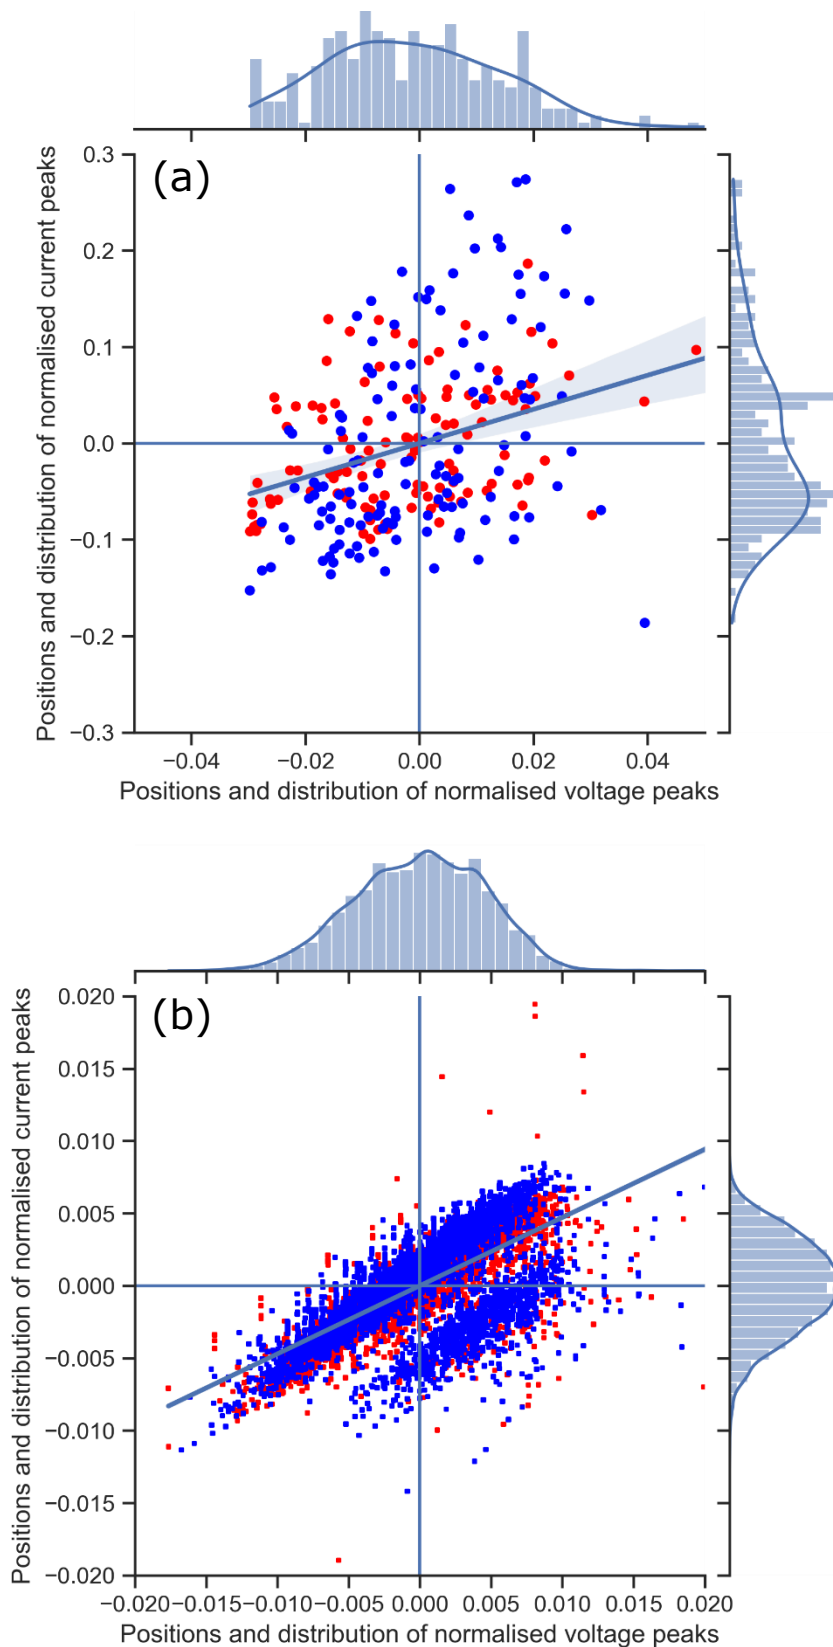 (a)
Positions and distribution of normalised current peaks
0.3
0.2
0.1
0.0
−0.1
−0.2
−0.3
−0.04 −0.02 0.00 0.02 0.04
Positions and distribution of normalised voltage peaks
(b)
Positions and distribution of normalised current peaks
0.020
0.015
0.010
0.005
0.000
−0.005
−0.010
−0.015
−0.020
−0.020−0.015−0.010−0.005 0.000 0.005 0.010 0.015 0.020
Positions and distribution of normalised voltage peaks